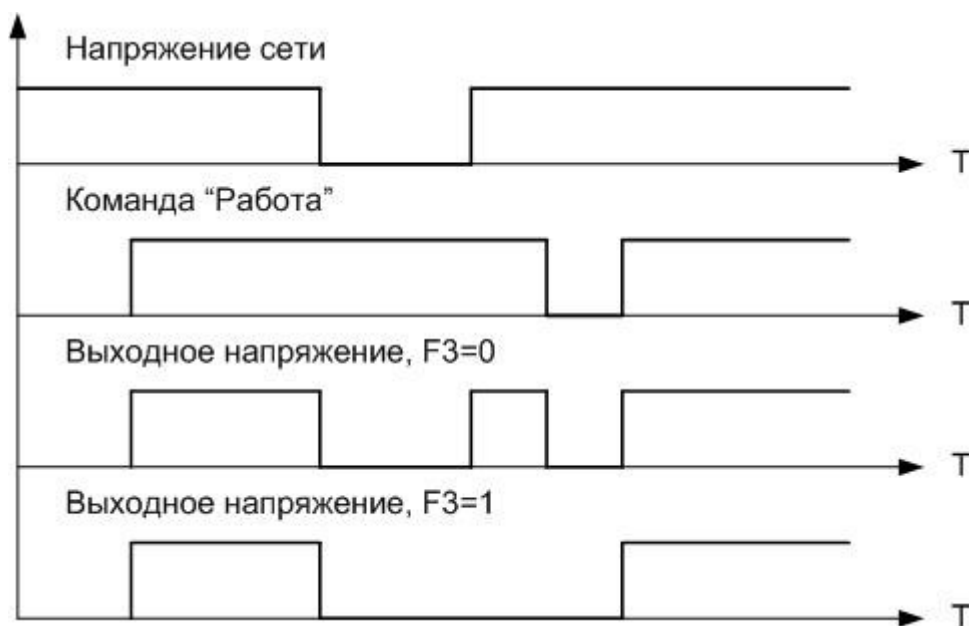 Напряжение сети
T
Команда “Работа”
T
Выходное напряжение, F3=0
T
Выходное напряжение, F3=1
T